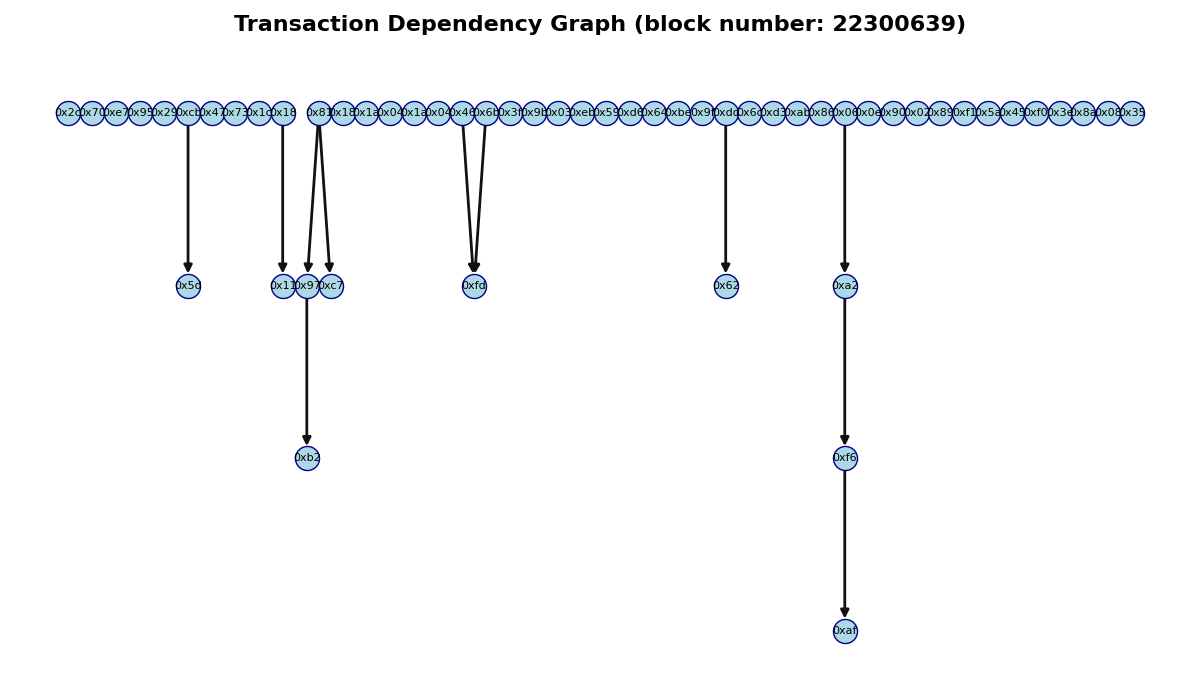 Transaction Dependency Graph (block number: 22300639)
0x2c 0x70 0xe7 0x95 0x29 0xcb 0x47 0x73 0x1c 0x18 0x81 0x18 0x1a 0x04 0x1a 0x04 0x46 0x6b 0x3f 0x9b 0x03 0xeb 0x59 0xd6 0x64 0xbe 0x9f 0xdd 0x6c 0xd3 0xab 0x86 0x06 0x0e 0x90 0x02 0x89 0xf1 0x5a 0x45 0xf0 0x3e 0x8a 0x08 0x35
0x5d 0x11 0x97 0xc7 0xfd 0x62 0xa2
0xb2 0xf6
0xaf